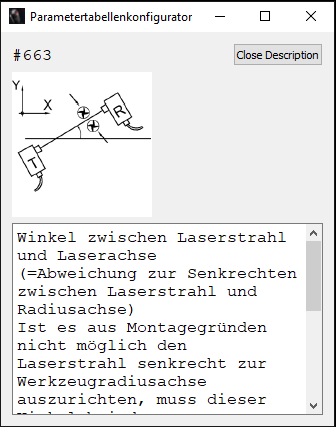 Parametertabellenkonfigurator
#663
Close Description
Y
X
R
T
Winkel zwischen Laserstrahl
und Laserachse
(=Abweichung zur Senkrechten
zwischen Laserstrahl und
Radiusachse)
Ist es aus Montagegründen
nicht möglich den
Laserstrahl senkrecht zur
Werkzeugradiusachse
auszurichten, muss dieser